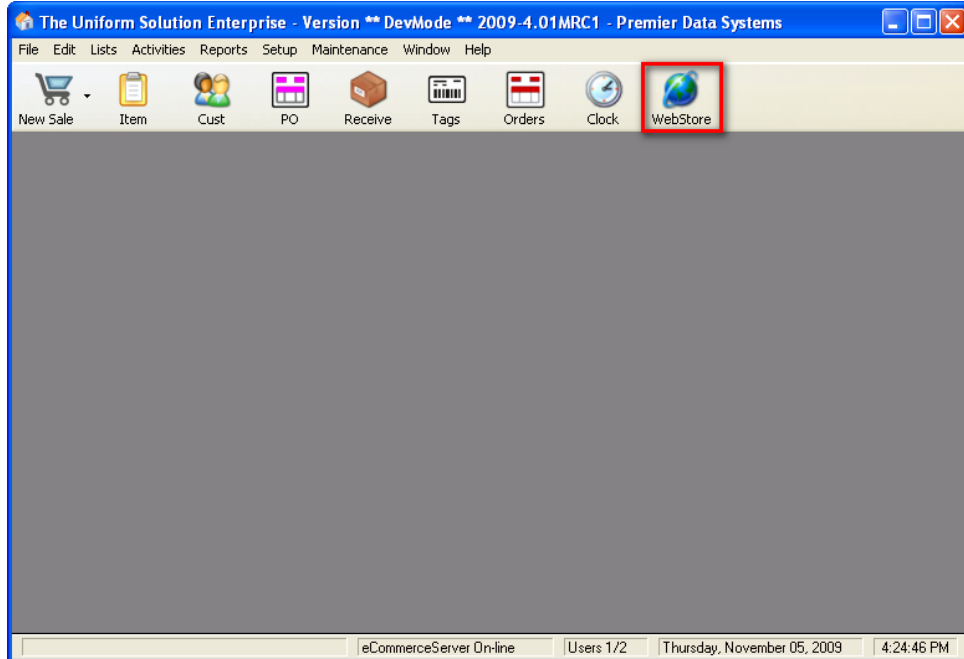 The Uniform Solution Enterprise - Version ** DevMode ** 2009-4.01MRC1 - Premier Data Systems
File Edit Lists Activities Reports Setup Maintenance Window Help
New Sale Item Cust PO Receive Tags Orders Clock WebStore
eCommerceServer On-line Users 1/2 Thursday, November 05, 2009 4:24:46 PM